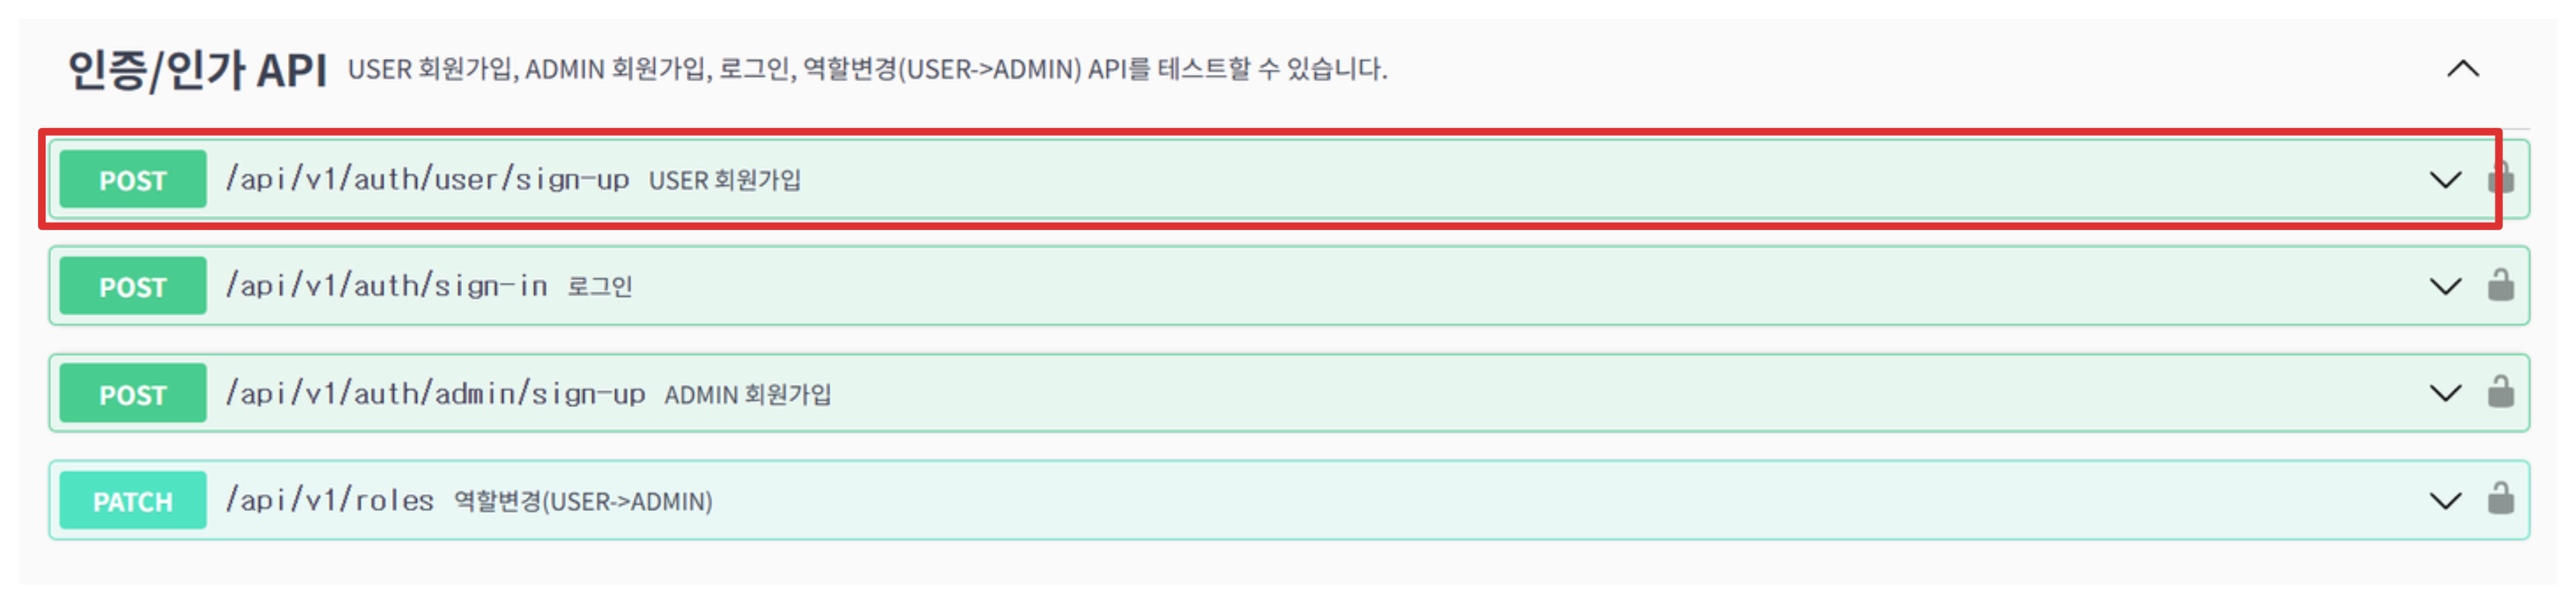 인증/인가 API USER 회원가입, ADMIN 회원가입, 로그인, 역할변경(USER->ADMIN) API를 테스트할 수 있습니다.
POST /api/v1/auth/user/sign-up USER 회원가입
POST /api/v1/auth/sign-in 로그인
POST /api/v1/auth/admin/sign-up ADMIN 회원가입
PATCH /api/v1/roles 역할변경(USER->ADMIN)